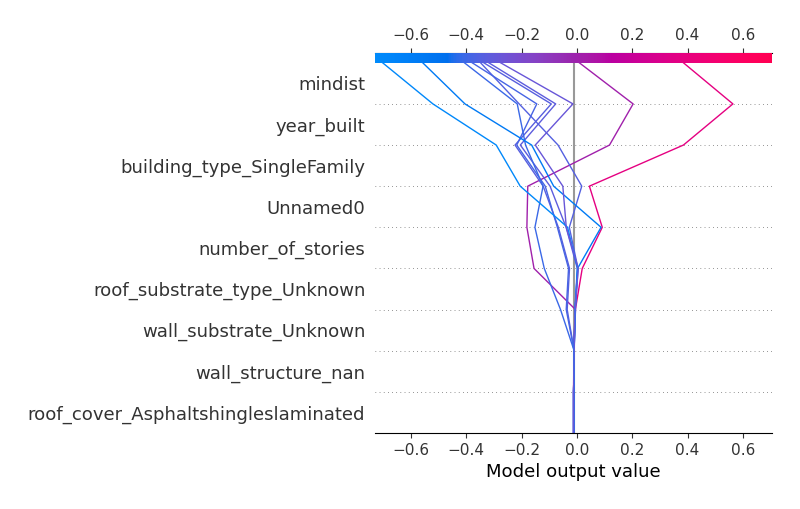 −0.6 −0.4 −0.2 0.0 0.2 0.4 0.6
mindist
year_built
building_type_SingleFamily
Unnamed0
number_of_stories
roof_substrate_type_Unknown
wall_substrate_Unknown
wall_structure_nan
roof_cover_Asphaltshingleslaminated
−0.6 −0.4 −0.2 0.0 0.2 0.4 0.6
Model output value